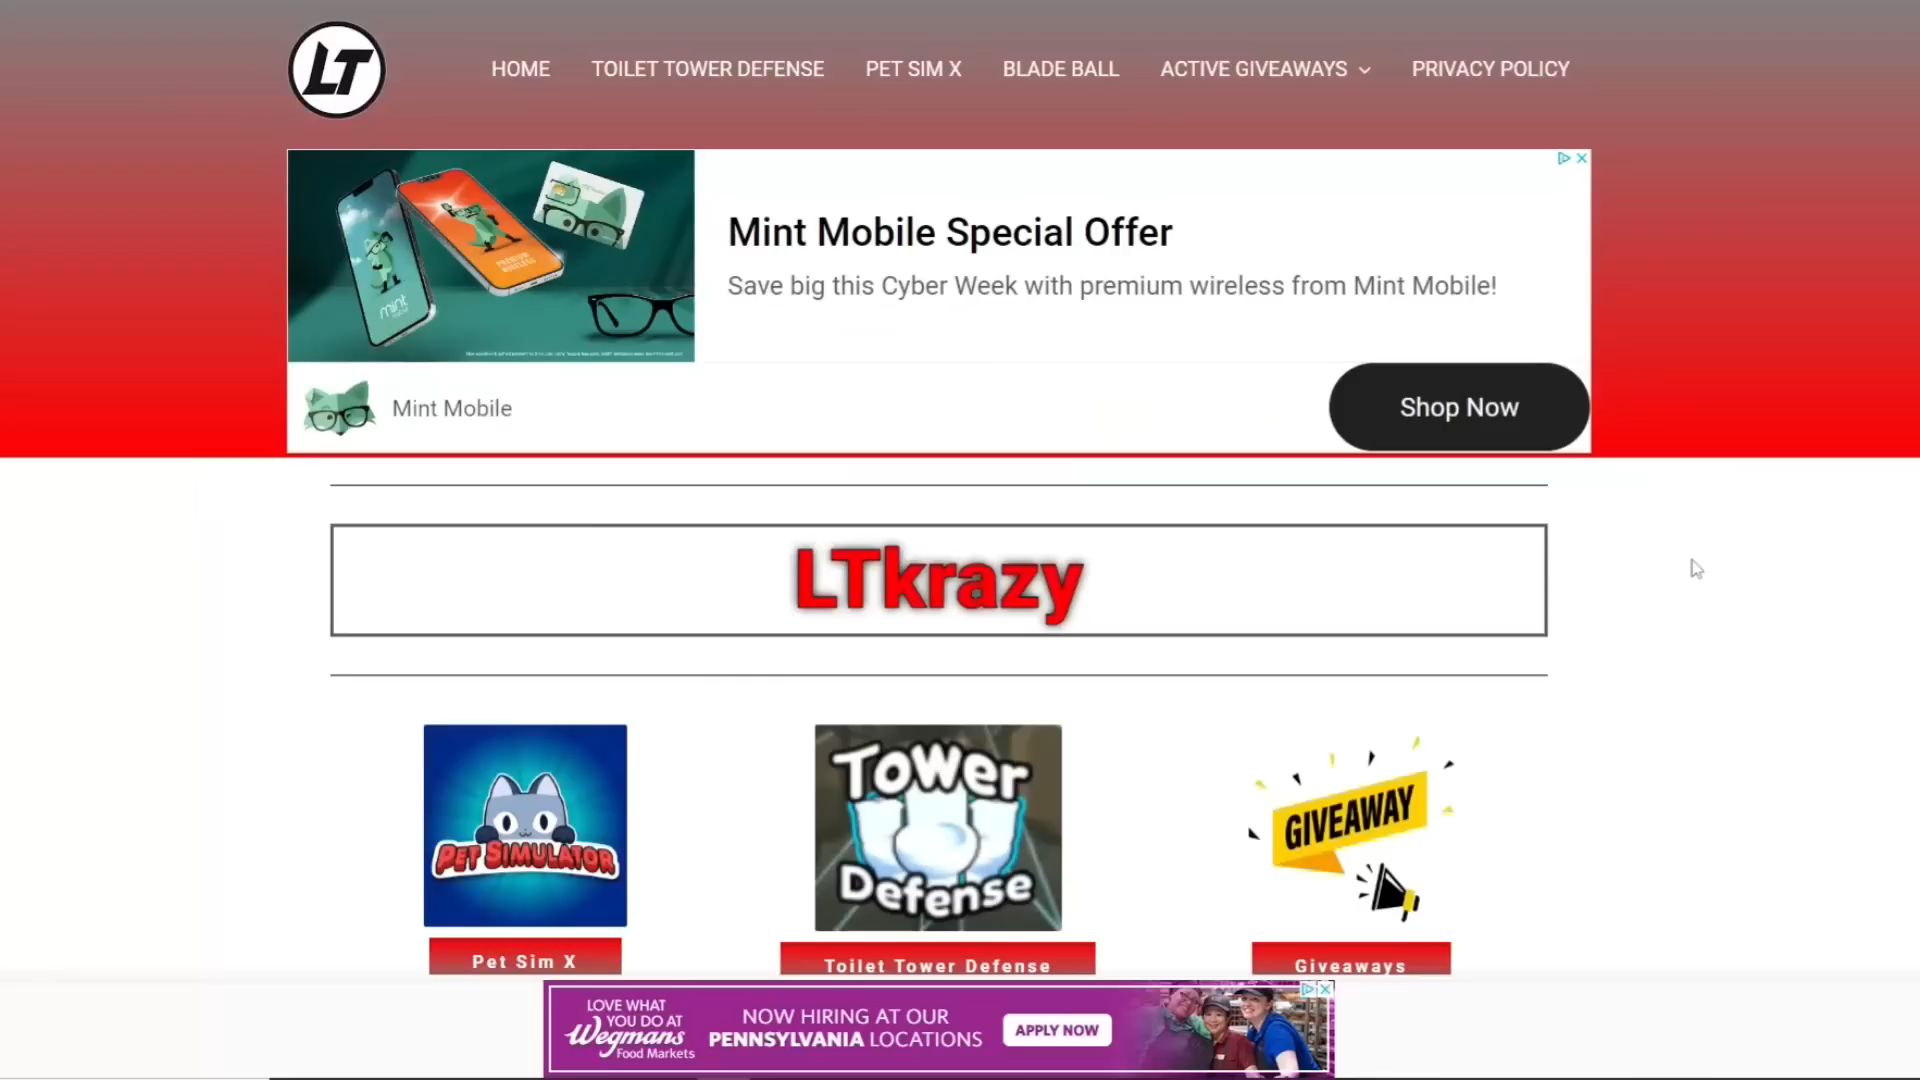 LT
HOME
TOILET TOWER DEFENSE
PET SIM X
BLADE BALL
ACTIVE GIVEAWAYS
PRIVACY POLICY
Mint Mobile Special Offer
Save big this Cyber Week with premium wireless from Mint Mobile!
PREMIUM
WIRELESS
mint
Mint Mobile
Shop Now
LTkrazy
PET SIMULATOR
Tower
Defense
GIVEAWAY
Pet Sim X
Toilet Tower Defense
Giveaways
LOVE WHAT
YOU DO AT
Wegmans
Food Markets
NOW HIRING AT OUR
PENNSYLVANIA LOCATIONS
APPLY NOW